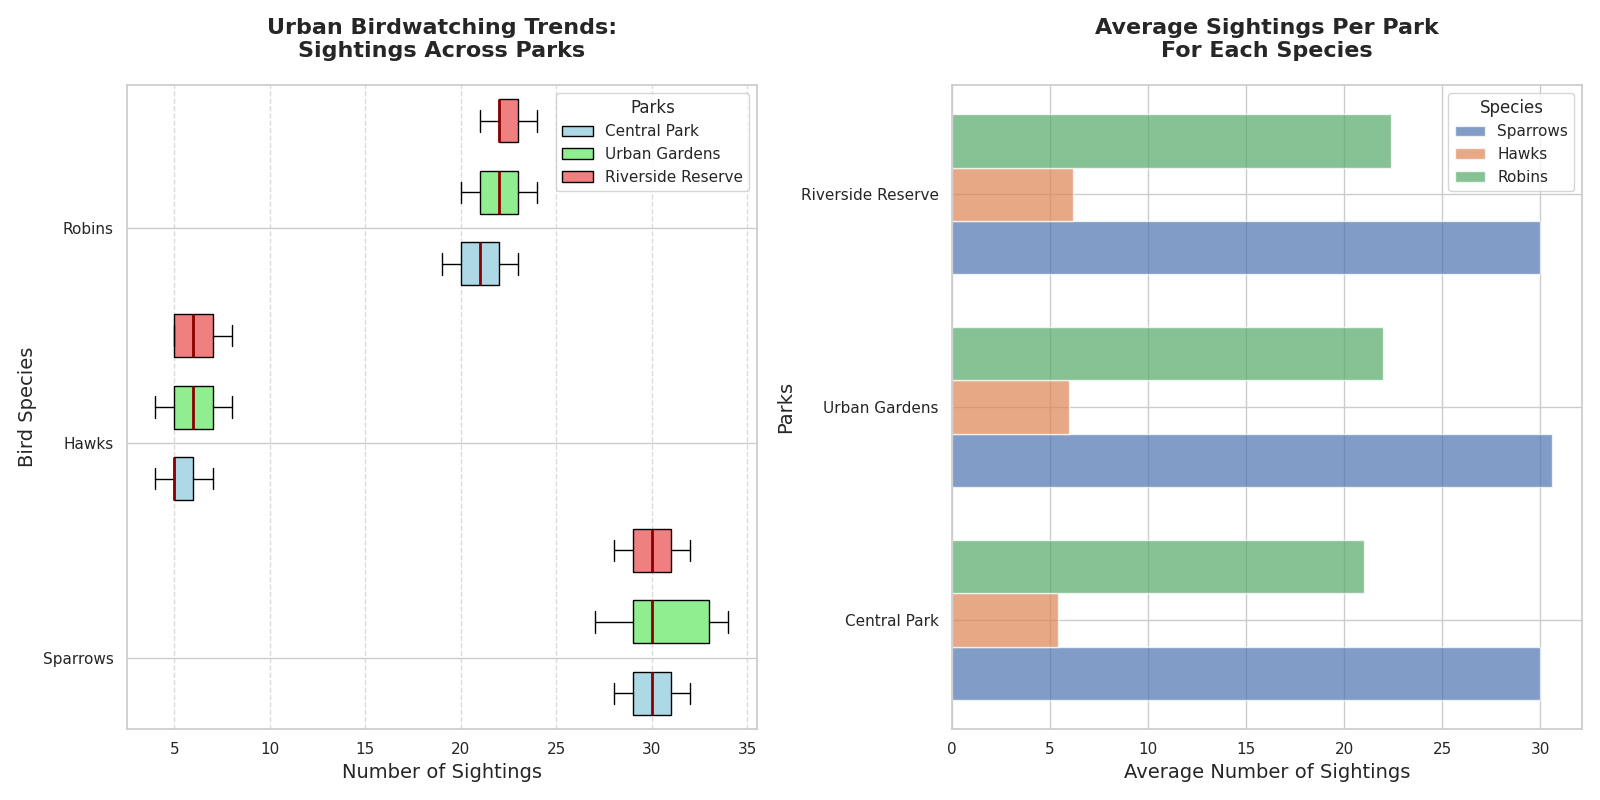 Urban Birdwatching Trends:
Sightings Across Parks
Parks
Central Park
Urban Gardens
Riverside Reserve
Bird Species
Robins
Hawks
Sparrows
5
10
15
20
25
30
35
Number of Sightings
Average Sightings Per Park
For Each Species
Species
Sparrows
Hawks
Robins
Parks
Riverside Reserve
Urban Gardens
Central Park
0
5
10
15
20
25
30
Average Number of Sightings